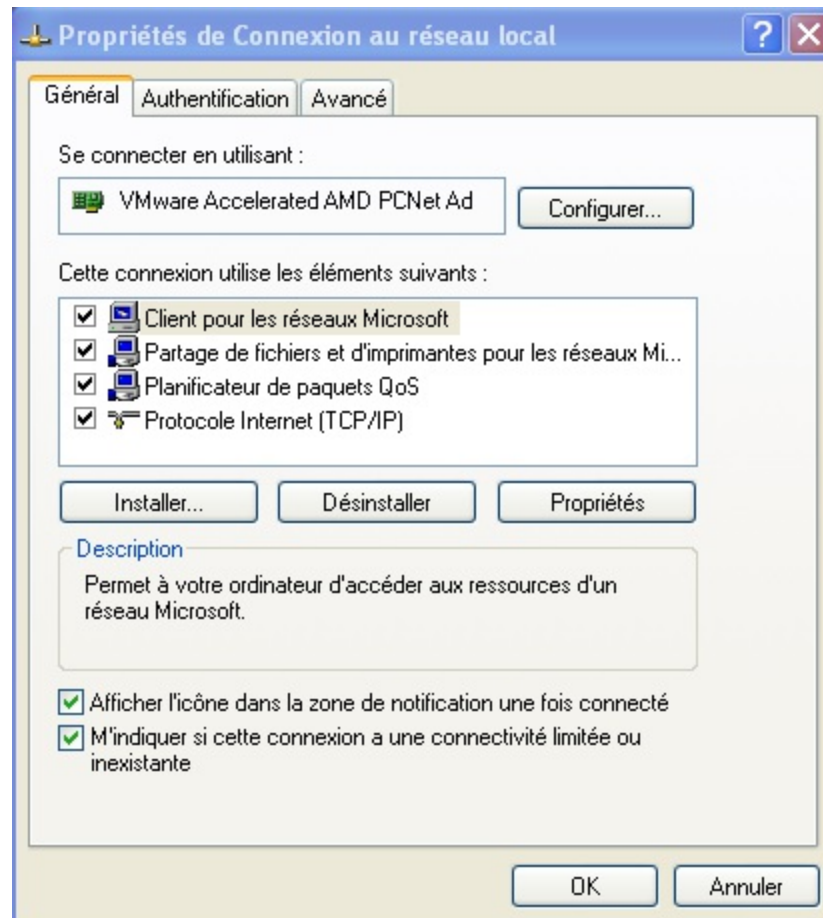 Propriétés de Connexion au réseau local
Général
Authentification
Avancé
Se connecter en utilisant :
VMware Accelerated AMD PCNet Ad
Configurer...
Cette connexion utilise les éléments suivants :
Client pour les réseaux Microsoft
Partage de fichiers et d'imprimantes pour les réseaux Mi...
Planificateur de paquets QoS
Protocole Internet (TCP/IP)
Installer...
Désinstaller
Propriétés
Description
Permet à votre ordinateur d'accéder aux ressources d'un
réseau Microsoft.
Afficher l'icône dans la zone de notification une fois connecté
M'indiquer si cette connexion a une connectivité limitée ou
inexistante
OK
Annuler